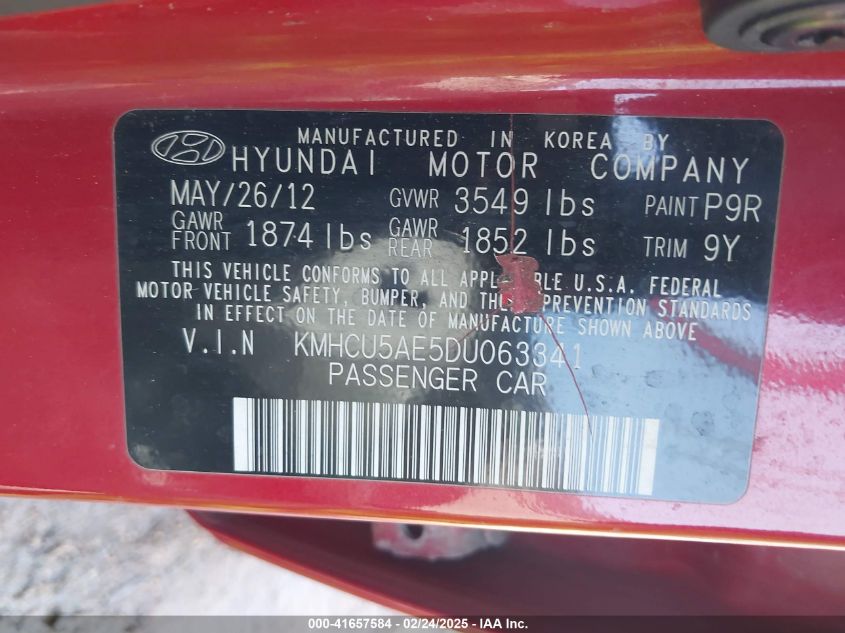 MANUFACTURED IN KOREA BY
HYUNDAI MOTOR COMPANY
MAY/26/12 GVWR 3549 lbs PAINT P9R
GAWR FRONT 1874 lbs GAWR REAR 1852 lbs TRIM 9Y
THIS VEHICLE CONFORMS TO ALL U.S.A. FEDERAL
MOTOR VEHICLE SAFETY, BUMPER, AND PREVENTION STANDARDS
IN EFFECT ON THE DATE OF MANUFACTURE SHOWN ABOVE
V.I.N KMHCU5AE5DU063341
PASSENGER CAR
000-41657584 - 02/24/2025 - IAA Inc.